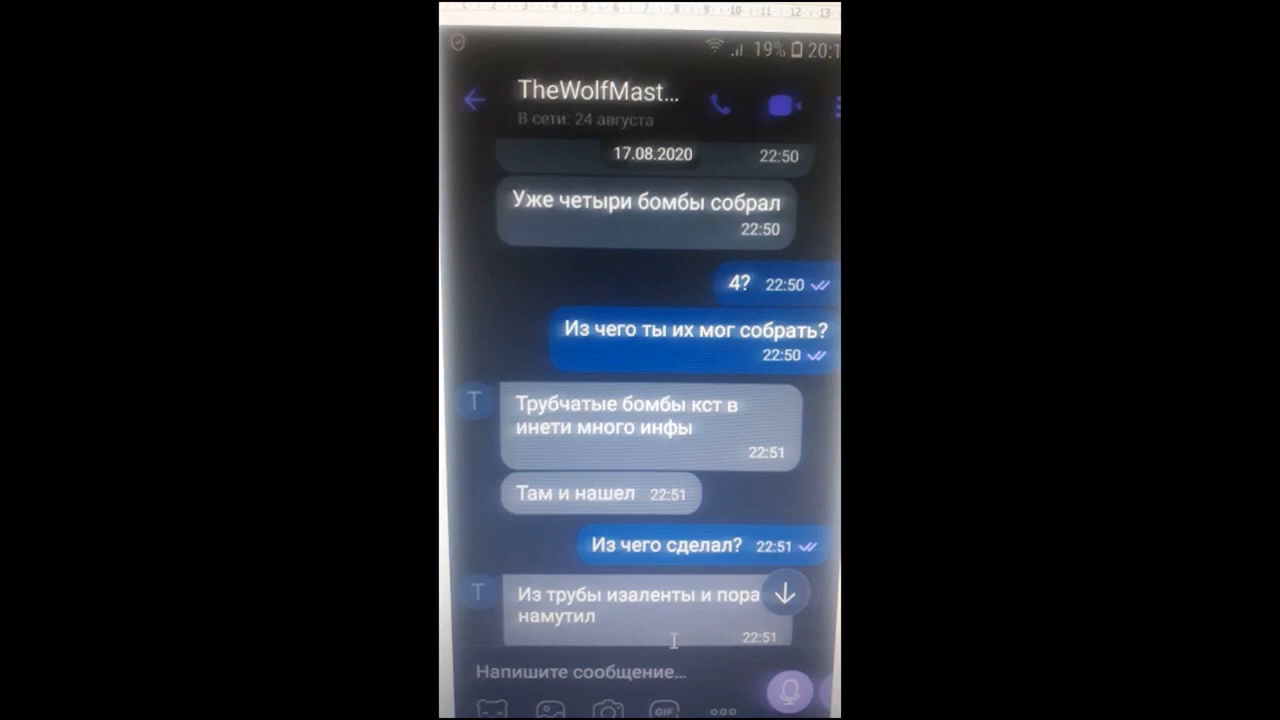 19% 20:1
TheWolfMast...
В сети: 24 августа
17.08.2020 22:50
Уже четыри бомбы собрал
22:50
4? 22:50
Из чего ты их мог собрать?
22:50
T
Трубчатые бомбы кст в
инети много инфы
22:51
Там и нашел 22:51
Из чего сделал? 22:51
T
Из трубы изаленты и пора
намутил
22:51
Напишите сообщение...
GIF